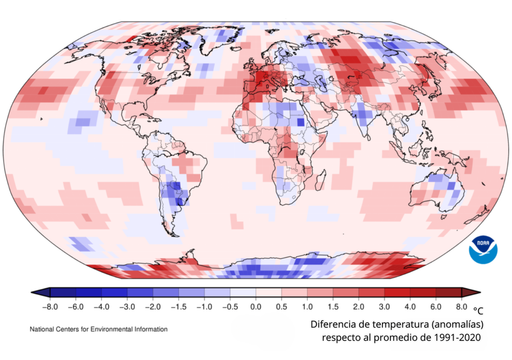 NOAA
−8.0 −6.0 −4.0 −3.0 −2.0 −1.5 −1.0 −0.5 0.0 0.5 1.0 1.5 2.0 3.0 4.0 6.0 8.0 °C
National Centers for Environmental Information
Diferencia de temperatura (anomalías)
respecto al promedio de 1991-2020